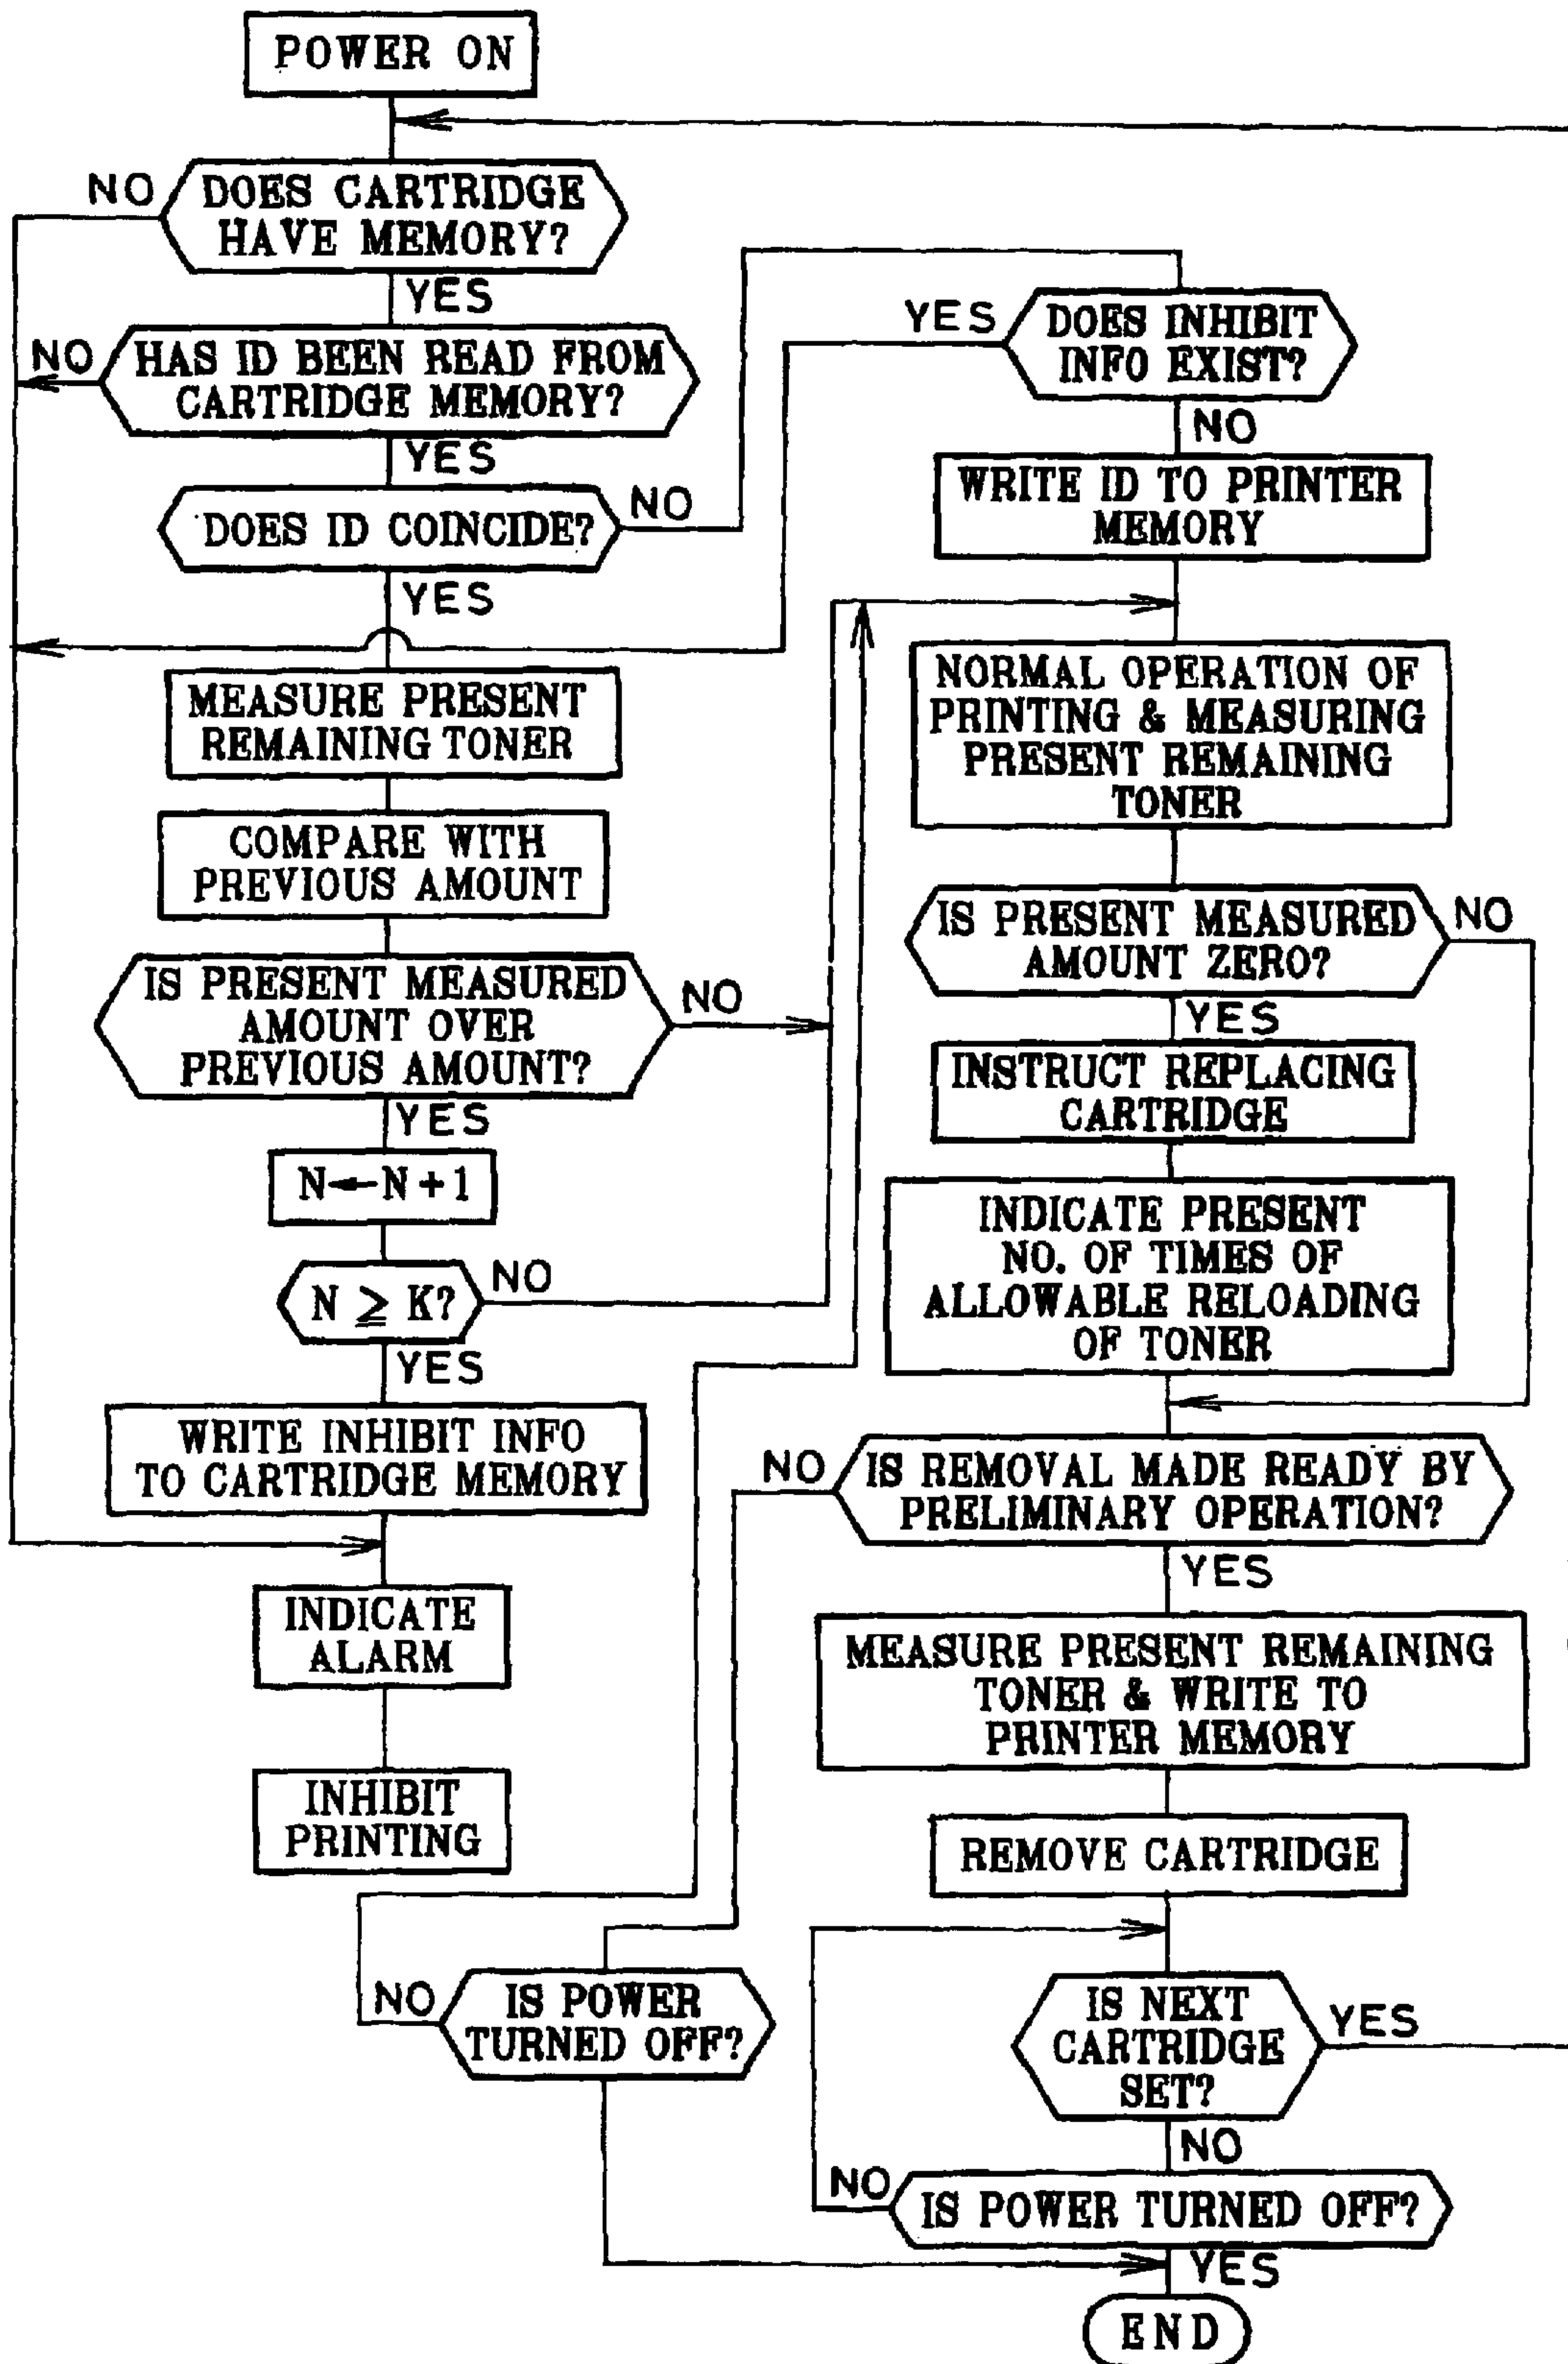 POWER ON
NO
DOES CARTRIDGE
HAVE MEMORY?
YES
NO
HAS ID BEEN READ FROM
CARTRIDGE MEMORY?
YES
DOES ID COINCIDE?
NO
YES
MEASURE PRESENT
REMAINING TONER
COMPARE WITH
PREVIOUS AMOUNT
IS PRESENT MEASURED
AMOUNT OVER
PREVIOUS AMOUNT?
NO
YES
N←N+1
N ≧ K?
NO
YES
WRITE INHIBIT INFO
TO CARTRIDGE MEMORY
INDICATE
ALARM
INHIBIT
PRINTING
YES
DOES INHIBIT
INFO EXIST?
NO
WRITE ID TO PRINTER
MEMORY
NORMAL OPERATION OF
PRINTING & MEASURING
PRESENT REMAINING
TONER
IS PRESENT MEASURED
AMOUNT ZERO?
NO
YES
INSTRUCT REPLACING
CARTRIDGE
INDICATE PRESENT
NO. OF TIMES OF
ALLOWABLE RELOADING
OF TONER
NO
IS REMOVAL MADE READY BY
PRELIMINARY OPERATION?
YES
MEASURE PRESENT REMAINING
TONER & WRITE TO
PRINTER MEMORY
REMOVE CARTRIDGE
NO
IS POWER
TURNED OFF?
IS NEXT
CARTRIDGE
SET?
YES
NO
NO
IS POWER TURNED OFF?
YES
END